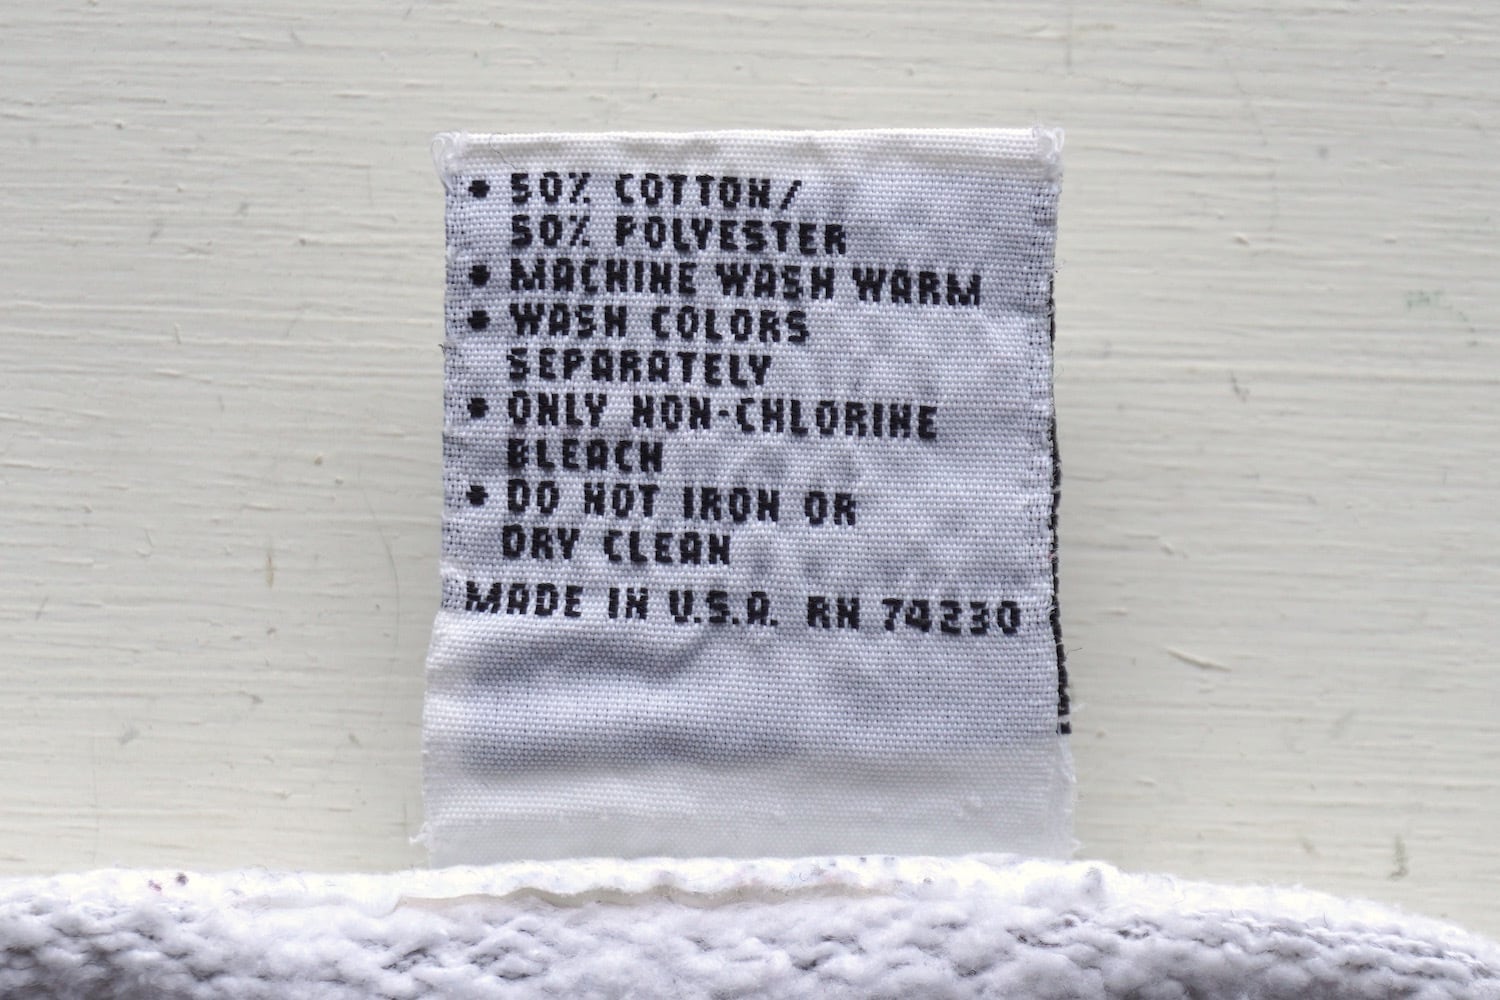 • 50% COTTON/
50% POLYESTER
• MACHINE WASH WARM
• WASH COLORS
SEPARATELY
• ONLY NON-CHLORINE
BLEACH
• DO NOT IRON OR
DRY CLEAN
MADE IN U.S.A. RN 74230